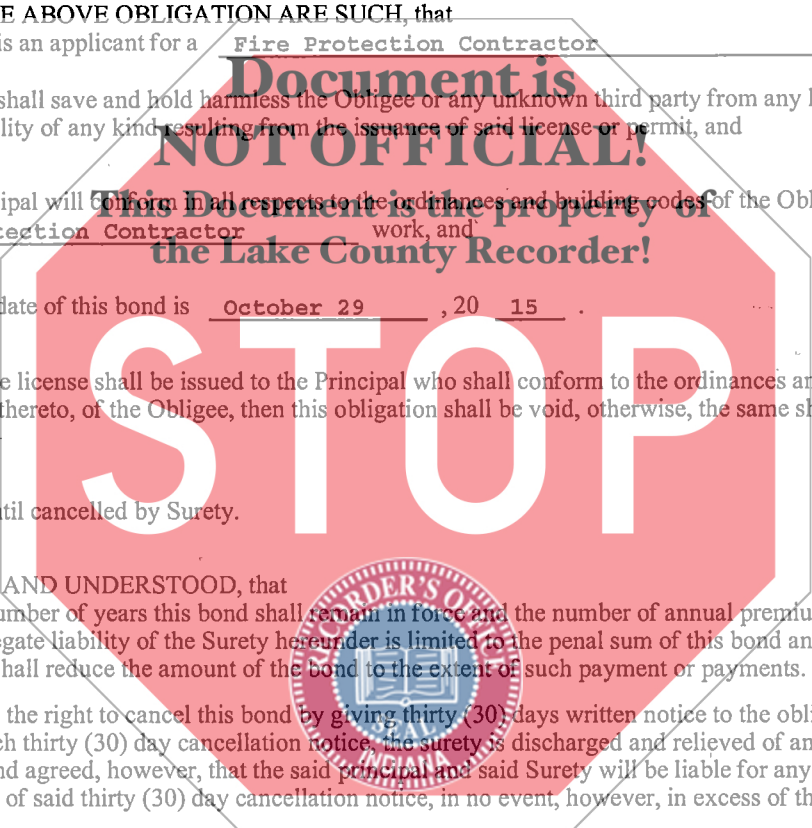 E ABOVE OBLIGATION ARE SUCH, that
is an applicant for a Fire Protection Contractor
Document is
shall save and hold harmless the Obligee or any unknown third party from any
lity of any kind resulting from the issuance of said license or permit, and
NOT OFFICIAL!
ipal will conform in all respects to the ordinances and building codes of the Obl
This Document is the property of
ection Contractor work, and
the Lake County Recorder!
date of this bond is October 29 , 20 15 .
STOP
e license shall be issued to the Principal who shall conform to the ordinances an
thereto, of the Obligee, then this obligation shall be void, otherwise, the same sh
til cancelled by Surety.
AND UNDERSTOOD, that
umber of years this bond shall remain in force and the number of annual premiu
egate liability of the Surety hereunder is limited to the penal sum of this bond an
hall reduce the amount of the bond to the extent of such payment or payments.
the right to cancel this bond by giving thirty (30) days written notice to the obli
ch thirty (30) day cancellation notice, the surety is discharged and relieved of an
nd agreed, however, that the said principal and said Surety will be liable for any
of said thirty (30) day cancellation notice, in no event, however, in excess of th
RECORDER'S OFFICE
SEAL
INDIANA